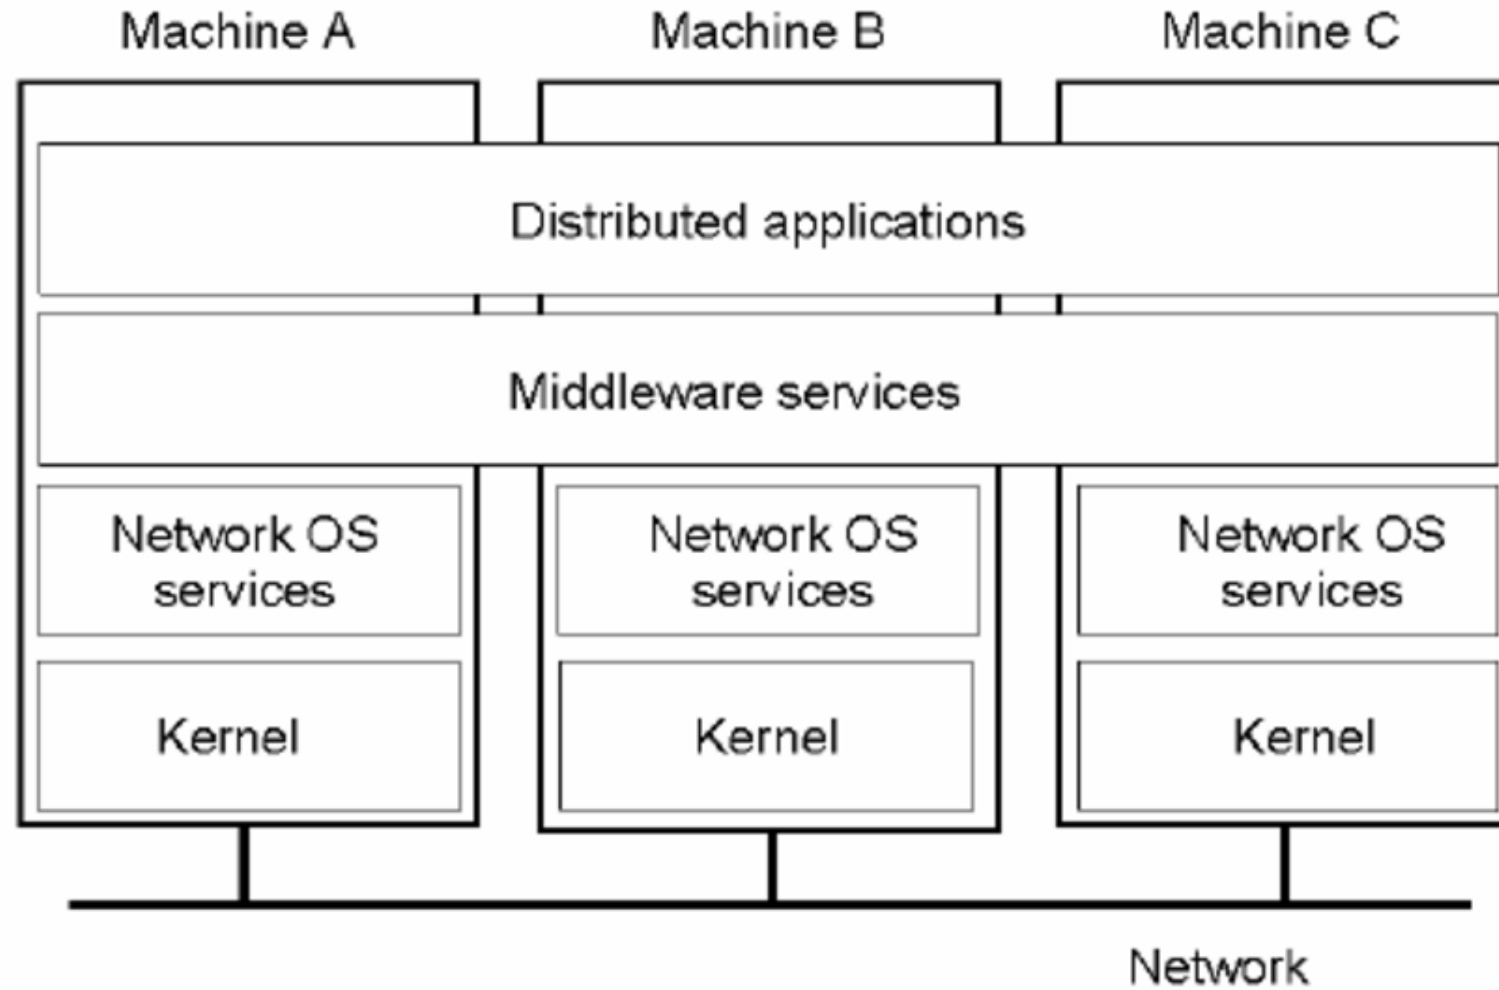 Machine A
Machine B
Machine C
Distributed applications
Middleware services
Network OS
services
Network OS
services
Network OS
services
Kernel
Kernel
Kernel
Network